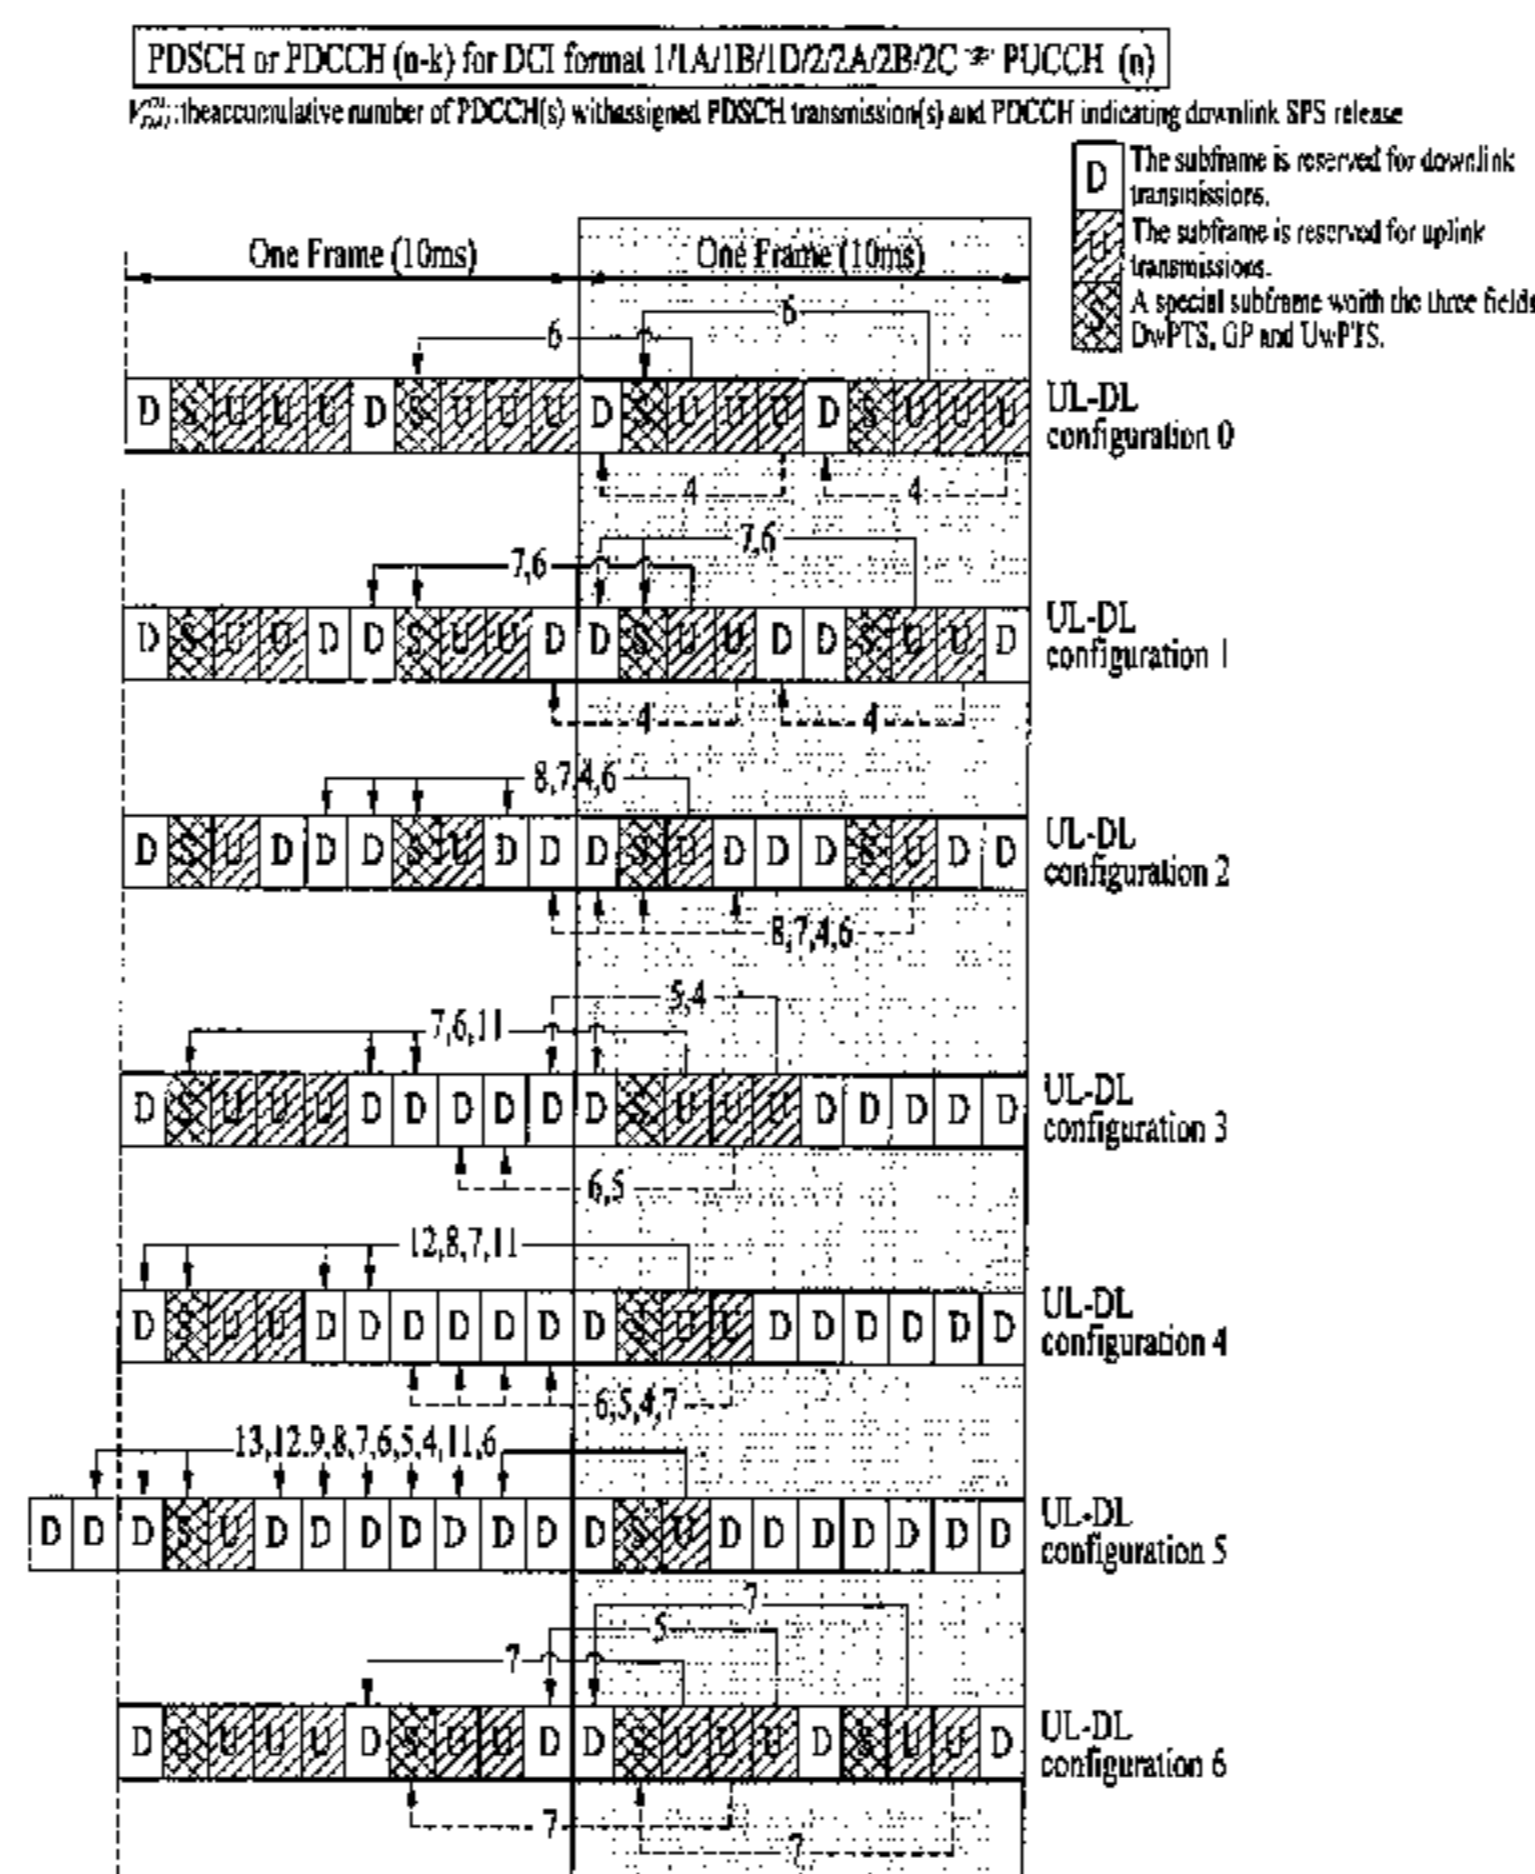 PDSCH or PDCCH (n-k) for DCI format 1/1A/1B/1D/2/2A/2B/2C PUCCH (n)
:theaccumulative number of PDCCH(s) withassigned PDSCH transmission(s) and PDCCH indicating downlink SPS release
D The subframe is reserved for downlink
transmissions.
U The subframe is reserved for uplink
transmissions.
S A special subframe worth the three fields
DwPTS, GP and UwPTS.
One Frame (10ms) One Frame (10ms)
6
6
D S U U U D S U U U D S U U U D S U U U
UL-DL
configuration 0
4 4
7,6
7,6
D S U U D D S U U D D S U U D D S U U D
UL-DL
configuration 1
4 4
8,7,4,6
D S U D D D S U D D D S U D D D S U D D
UL-DL
configuration 2
8,7,4,6
5,4
7,6,11
D S U U U D D D D D D S U U U D D D D D
UL-DL
configuration 3
6,5
12,8,7,11
D S U U D D D D D D D S U U D D D D D D
UL-DL
configuration 4
6,5,4,7
13,12.9,8,7,6,5,4,11,6
D D D S U D D D D D D D D S U D D D D D D D
UL-DL
configuration 5
7
5
7
D S U U U D S U U D D S U U U D S U U D
UL-DL
configuration 6
7
7